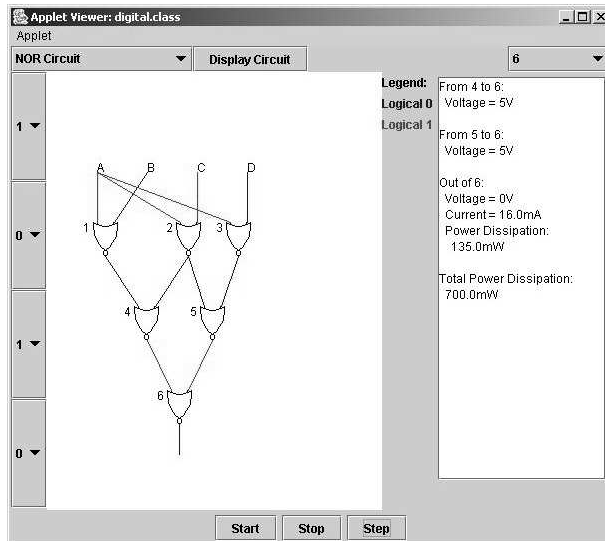 Applet Viewer: digital.class
Applet
NOR Circuit
Display Circuit
6
Legend:
Logical 0
Logical 1
1
0
1
0
A B C D
1 2 3
4 5
6
From 4 to 6:
Voltage = 5V
From 5 to 6:
Voltage = 5V
Out of 6:
Voltage = 0V
Current = 16.0mA
Power Dissipation:
135.0mW
Total Power Dissipation:
700.0mW
Start Stop Step